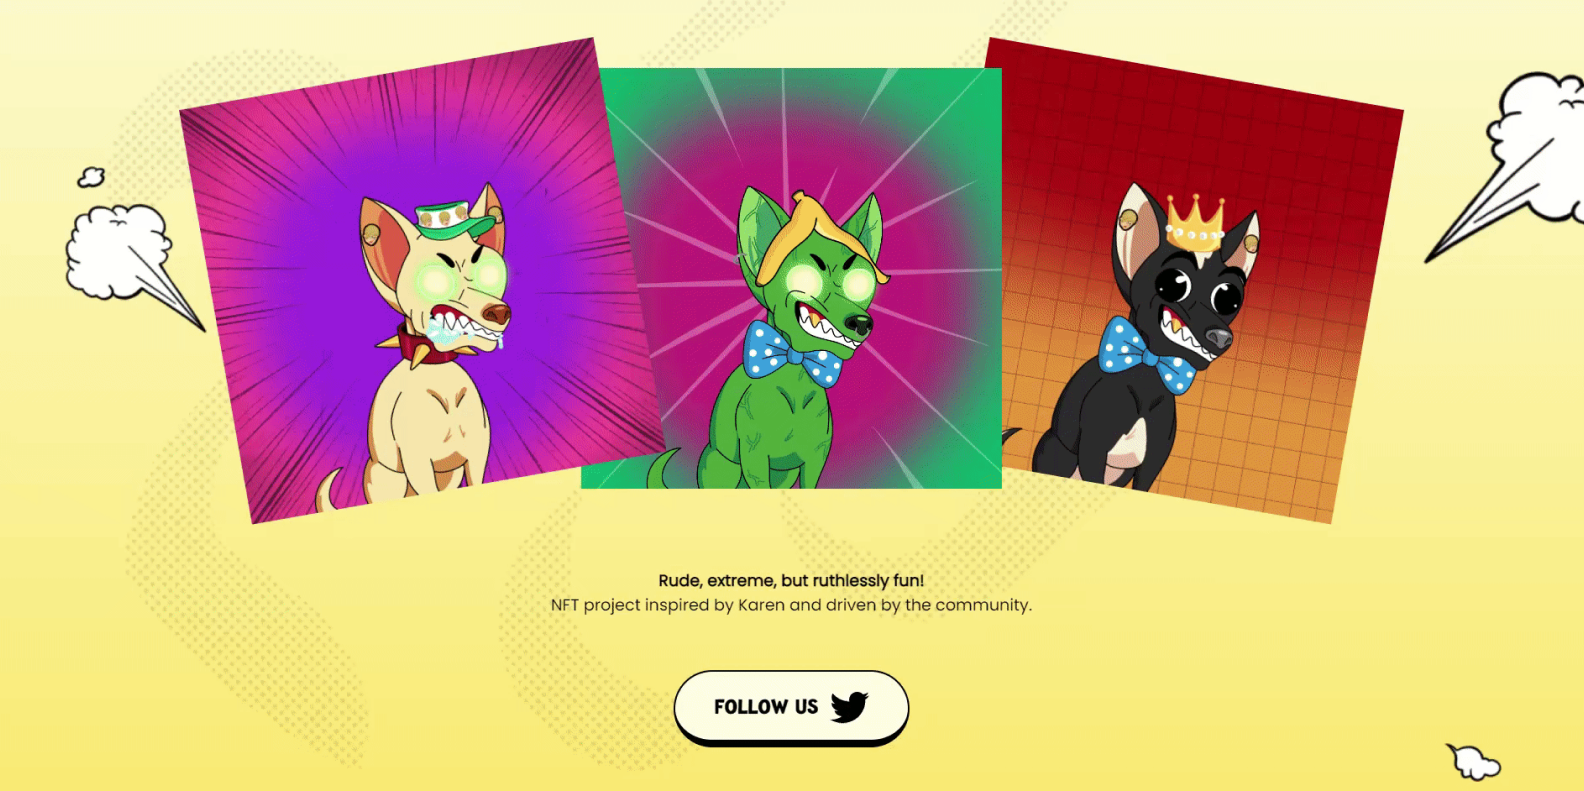 Rude, extreme, but ruthlessly fun!
NFT project inspired by Karen and driven by the community.
FOLLOW US